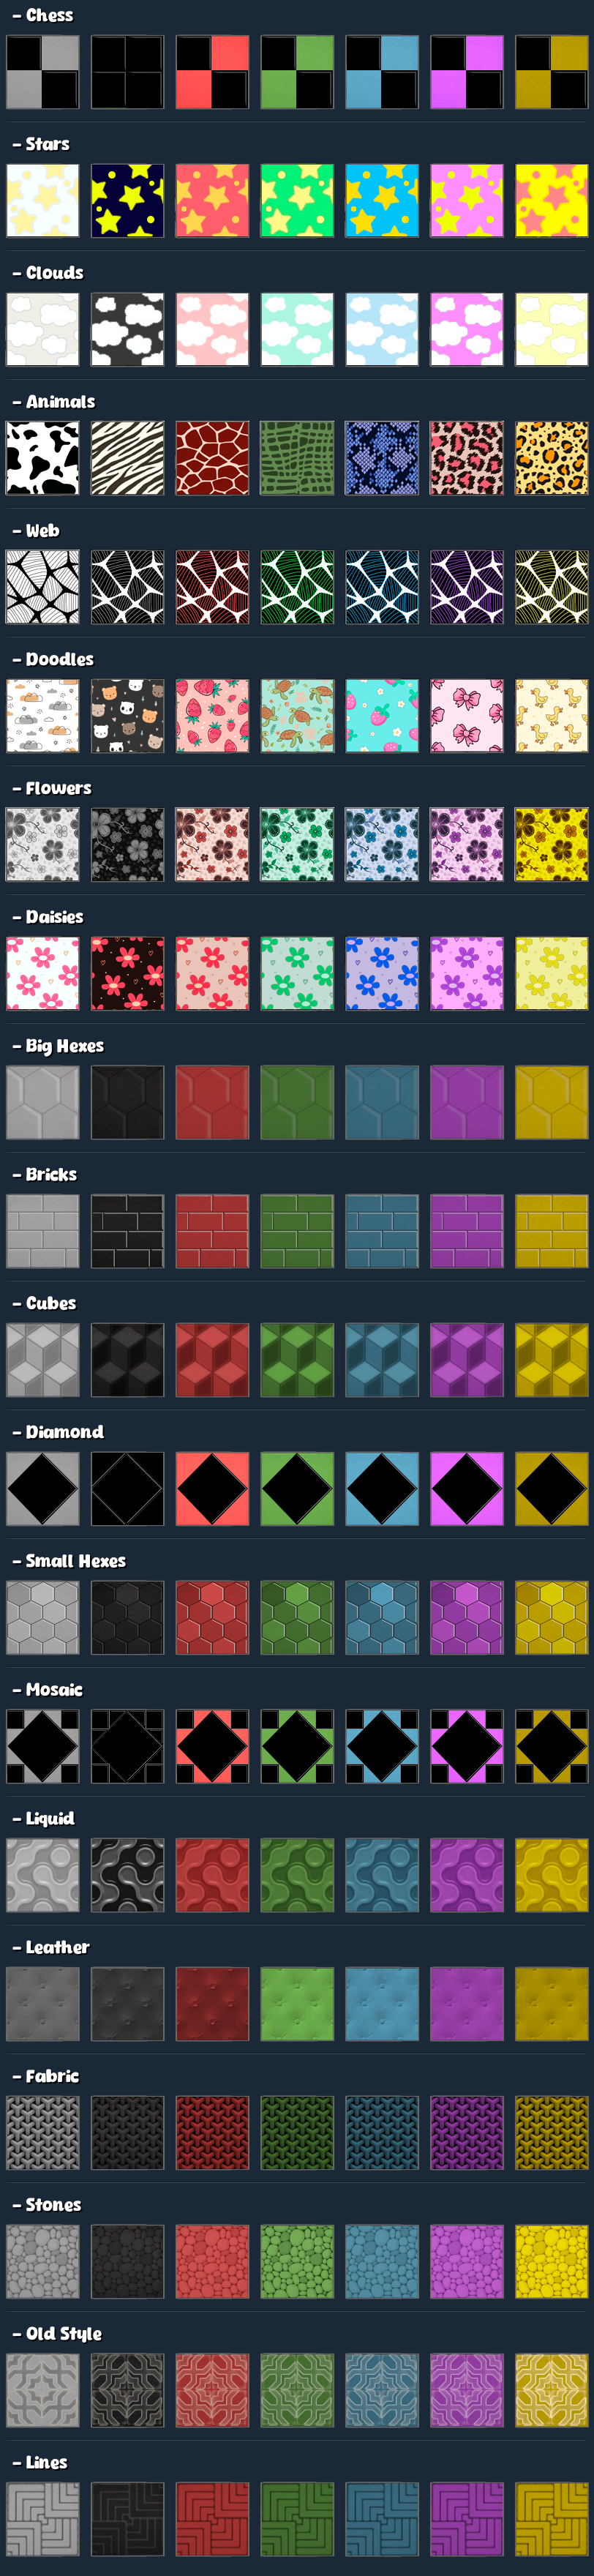 – Chess
– Stars
– Clouds
– Animals
– Web
– Doodles
– Flowers
– Daisies
– Big Hexes
– Bricks
– Cubes
– Diamond
– Small Hexes
– Mosaic
– Liquid
– Leather
– Fabric
– Stones
– Old Style
– Lines